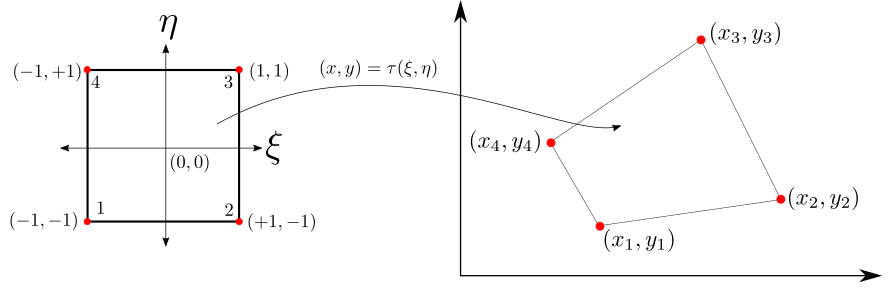 η
(−1, +1)
4
3
(1, 1)
(x, y) = τ(ξ, η)
ξ
(0, 0)
(−1, −1)
1
2
(+1, −1)
(x₃, y₃)
(x₄, y₄)
(x₂, y₂)
(x₁, y₁)